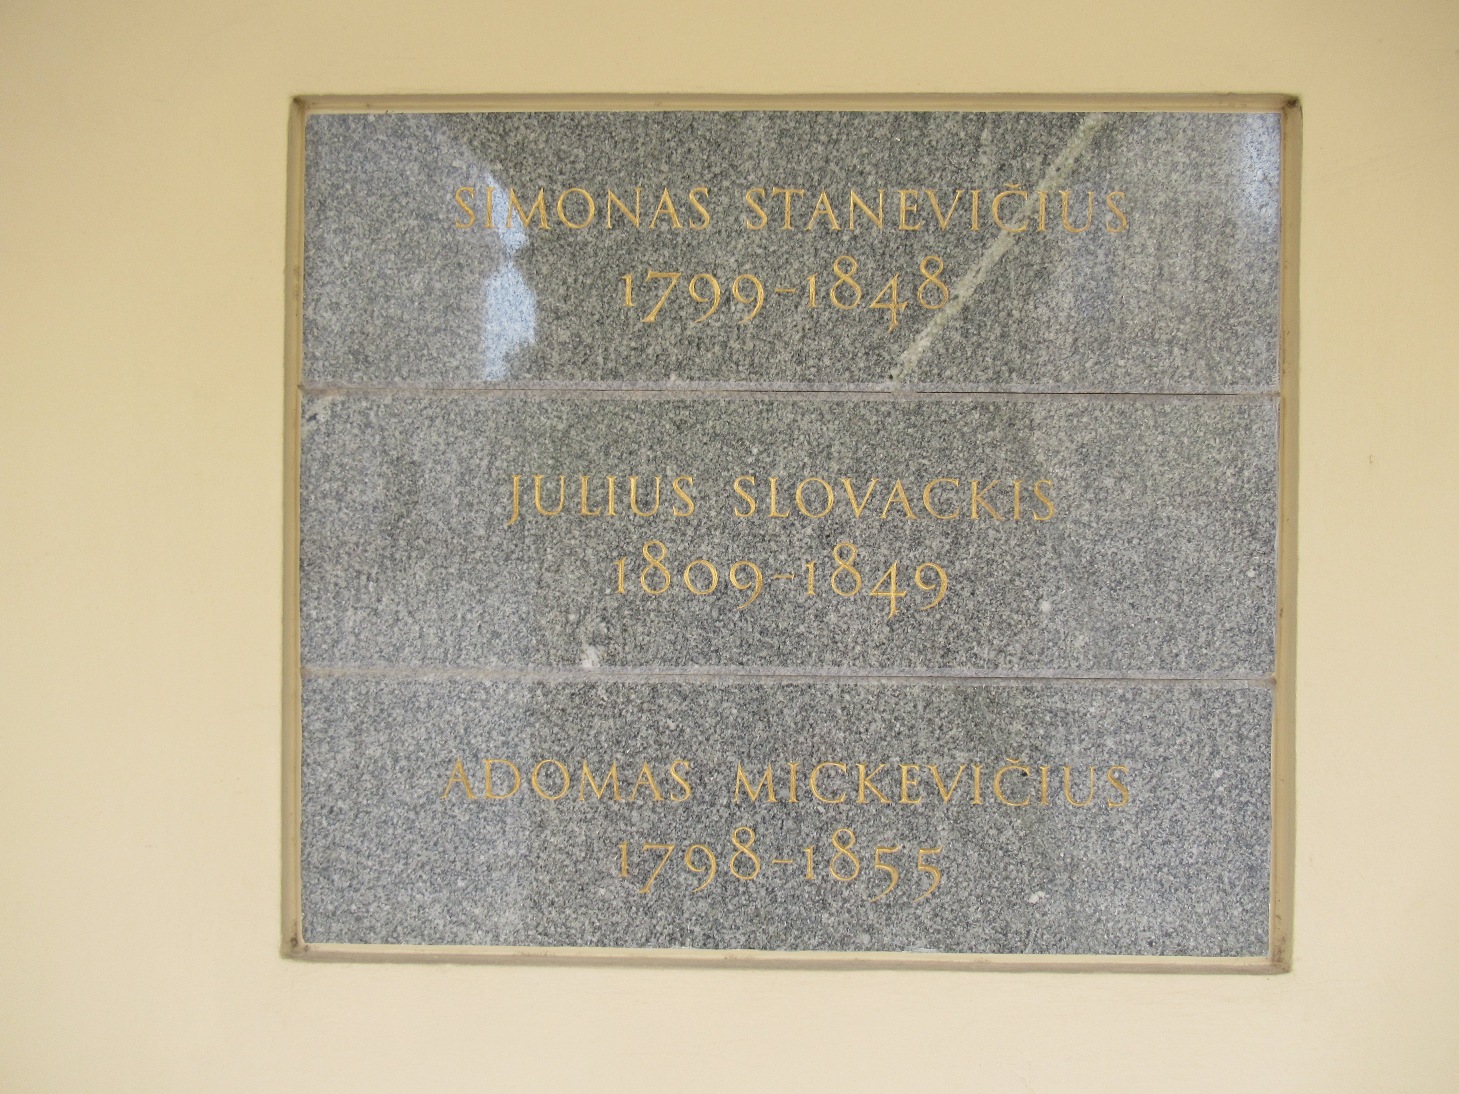 SIMONAS STANEVIČIUS
1799-1848
JULIUS SLOVACKIS
1809-1849
ADOMAS MICKEVIČIUS
1798-1855